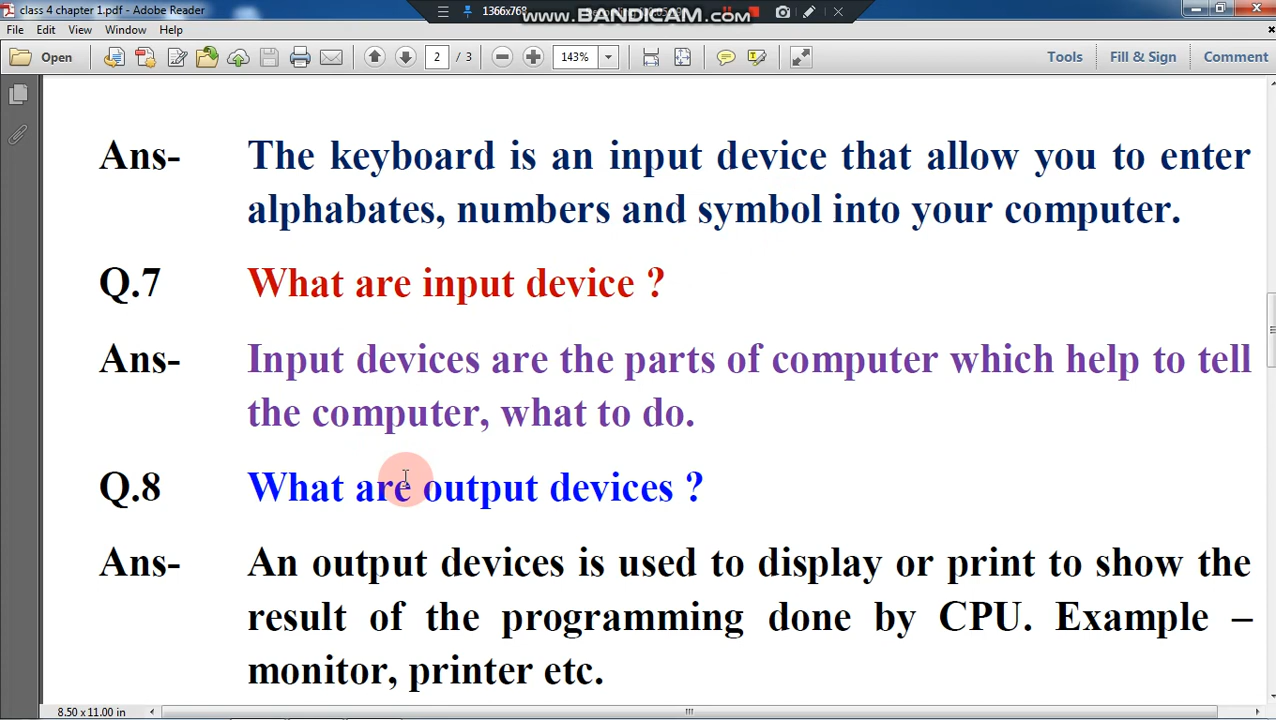 class 4 chapter 1.pdf - Adobe Reader
1366x768
www.BANDICAM.com
File Edit View Window Help
Open 2 / 3 143% Tools Fill & Sign Comment
Ans- The keyboard is an input device that allow you to enter
alphabates, numbers and symbol into your computer.
Q.7 What are input device ?
Ans- Input devices are the parts of computer which help to tell
the computer, what to do.
Q.8 What are output devices ?
Ans- An output devices is used to display or print to show the
result of the programming done by CPU. Example –
monitor, printer etc.
8.50 x 11.00 in